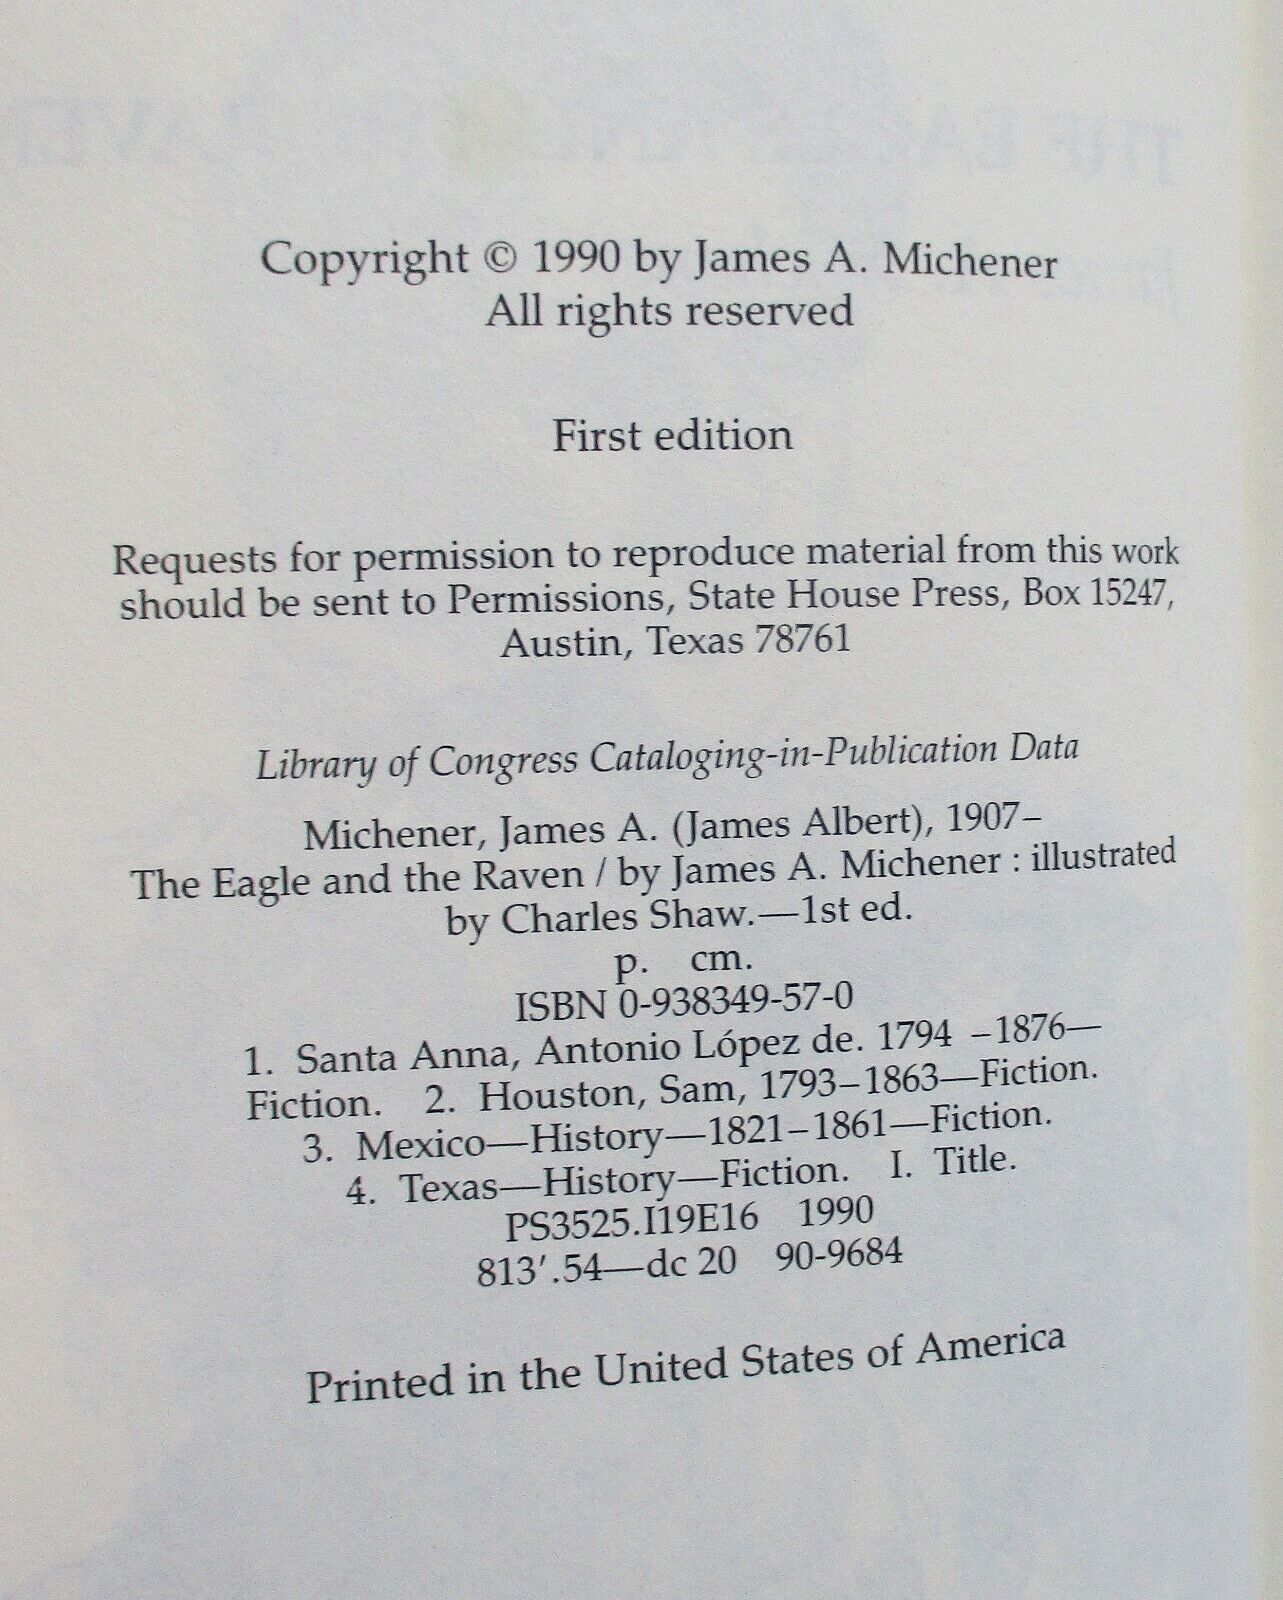 Copyright © 1990 by James A. Michener
All rights reserved
First edition
Requests for permission to reproduce material from this work
should be sent to Permissions, State House Press, Box 15247,
Austin, Texas 78761
Library of Congress Cataloging-in-Publication Data
Michener, James A. (James Albert), 1907–
The Eagle and the Raven / by James A. Michener : illustrated
by Charles Shaw.—1st ed.
p. cm.
ISBN 0-938349-57-0
1. Santa Anna, Antonio López de. 1794 –1876—
Fiction. 2. Houston, Sam, 1793–1863—Fiction.
3. Mexico—History—1821–1861—Fiction.
4. Texas—History—Fiction. I. Title.
PS3525.I19E16 1990
813′.54—dc 20 90-9684
Printed in the United States of America